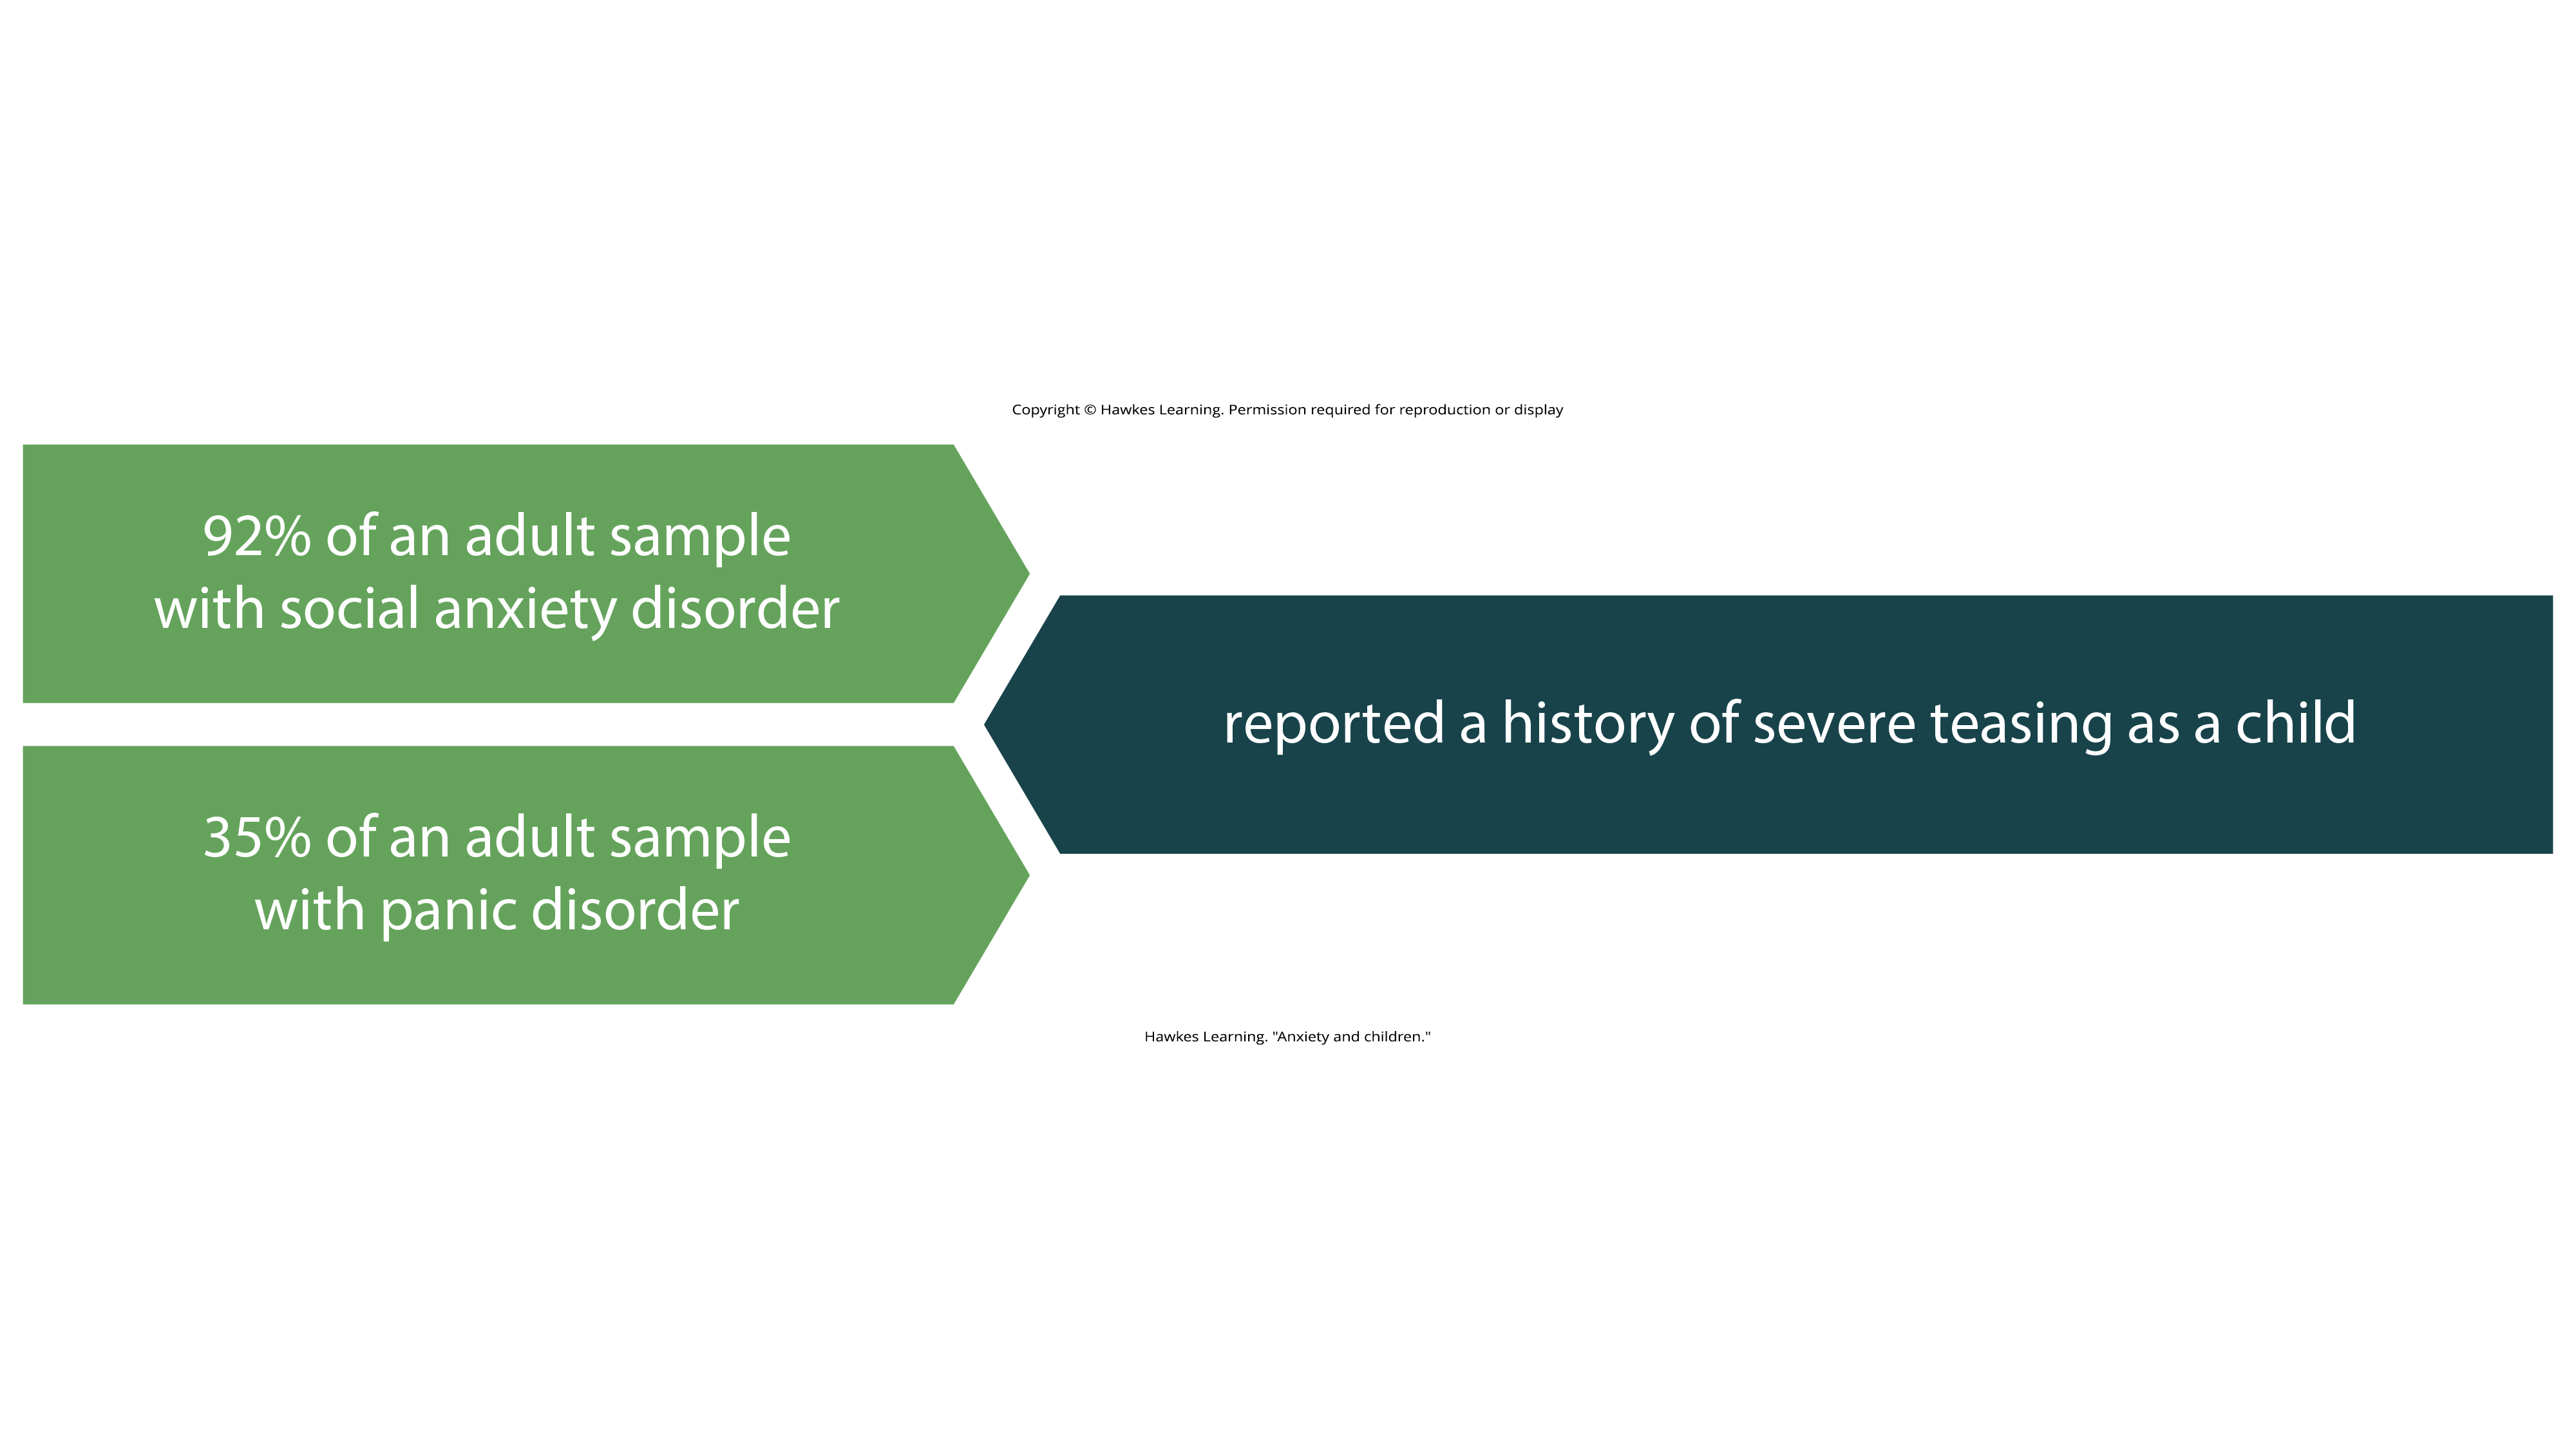 Copyright © Hawkes Learning. Permission required for reproduction or display
92% of an adult sample
with social anxiety disorder
35% of an adult sample
with panic disorder
reported a history of severe teasing as a child
Hawkes Learning. "Anxiety and children."